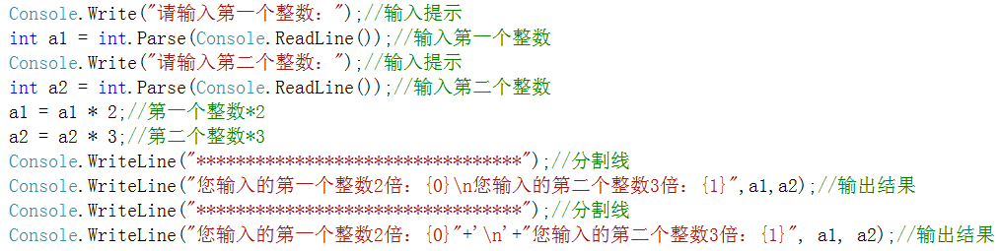 Console.Write("请输入第一个整数：");//输入提示
int a1 = int.Parse(Console.ReadLine());//输入第一个整数
Console.Write("请输入第二个整数：");//输入提示
int a2 = int.Parse(Console.ReadLine());//输入第二个整数
a1 = a1 * 2;//第一个整数*2
a2 = a2 * 3;//第二个整数*3
Console.WriteLine("*********************************");//分割线
Console.WriteLine("您输入的第一个整数2倍：{0}\n您输入的第二个整数3倍：{1}",a1,a2);//输出结果
Console.WriteLine("*********************************");//分割线
Console.WriteLine("您输入的第一个整数2倍：{0}"+'\n'+"您输入的第二个整数3倍：{1}", a1, a2);//输出结果